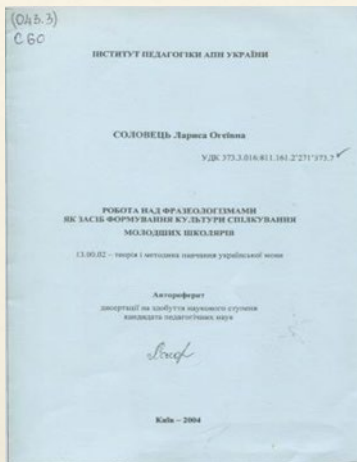 (043.3)
С 60
ІНСТИТУТ ПЕДАГОГІКИ АПН УКРАЇНИ
СОЛОВЕЦЬ Лариса Огеївна
УДК 373.3.016:811.161.2'271'373.7
РОБОТА НАД ФРАЗЕОЛОГІЗМАМИ
ЯК ЗАСІБ ФОРМУВАННЯ КУЛЬТУРИ СПІЛКУВАННЯ
МОЛОДШИХ ШКОЛЯРІВ
13.00.02 – теорія і методика навчання української мови
Автореферат
дисертації на здобуття наукового ступеня
кандидата педагогічних наук
Київ – 2004